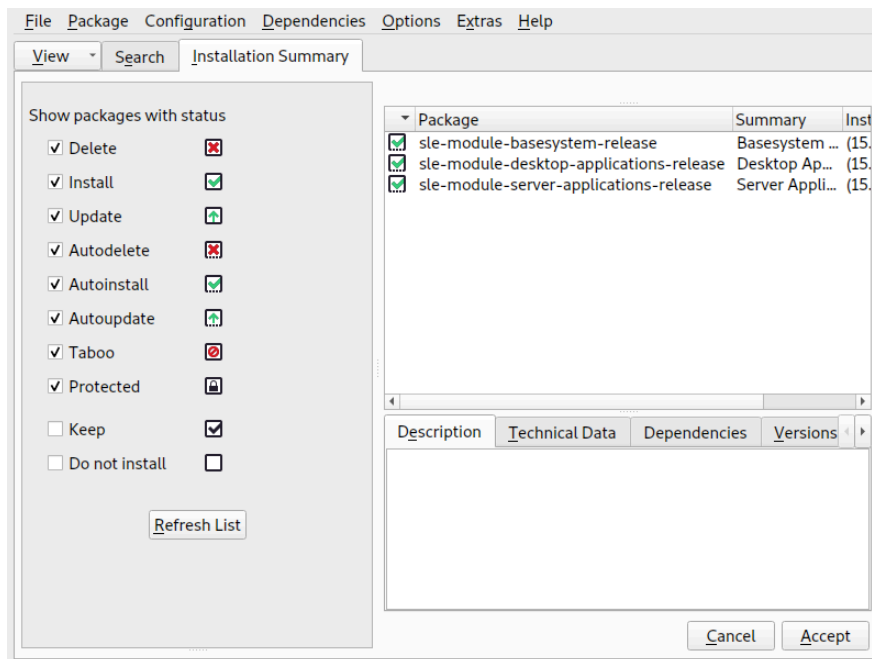 File Package Configuration Dependencies Options Extras Help
View Search Installation Summary
Show packages with status
Delete
Install
Update
Autodelete
Autoinstall
Autoupdate
Taboo
Protected
Keep
Do not install
Refresh List
Package Summary Inst
sle-module-basesystem-release Basesystem ... (15.
sle-module-desktop-applications-release Desktop Ap... (15.
sle-module-server-applications-release Server Appli... (15.
Description Technical Data Dependencies Versions
Cancel Accept